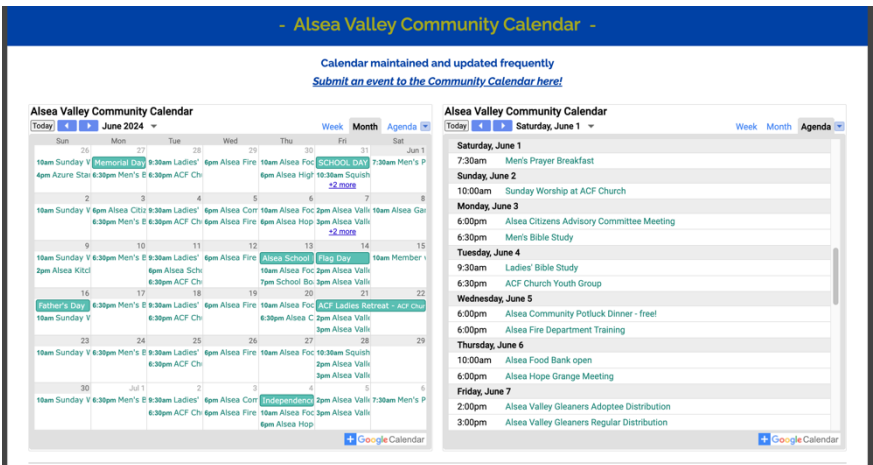 - Alsea Valley Community Calendar -
Calendar maintained and updated frequently
Submit an event to the Community Calendar here!
Alsea Valley Community Calendar
Today June 2024 Week Month Agenda
Sun Mon Tue Wed Thu Fri Sat
26 27 28 29 30 31 Jun 1
10am Sunday W Memorial Day 9:30am Ladies' 6pm Alsea Fire 10am Alsea Foc SCHOOL DAY 7:30am Men's P
4pm Azure Star 6:30pm Men's B 6:30pm ACF Ch 6pm Alsea High 10:30am Squish
+2 more
2 3 4 5 6 7 8
10am Sunday W 6pm Alsea Citiz 9:30am Ladies' 6pm Alsea Com 10am Alsea Foc 2pm Alsea Valle 10am Alsea Gar
6:30pm Men's B 6:30pm ACF Ch 6pm Alsea Fire 6pm Alsea Hop 3pm Alsea Valle
+2 more
9 10 11 12 13 14 15
10am Sunday W 6:30pm Men's B 9:30am Ladies' 6pm Alsea Fire Alsea School Flag Day 10am Member
2pm Alsea Kitch 6pm Alsea Scho 10am Alsea Foc 2pm Alsea Valle
6:30pm ACF Ch 7pm School Bo 3pm Alsea Valle
16 17 18 19 20 21 22
Father's Day 6:30pm Men's B 9:30am Ladies' 6pm Alsea Fire 10am Alsea Foc ACF Ladies Retreat - ACF Chur
10am Sunday W 6:30pm ACF Ch 6:30pm Alsea C 2pm Alsea Valle
3pm Alsea Valle
23 24 25 26 27 28 29
10am Sunday W 6:30pm Men's B 9:30am Ladies' 6pm Alsea Fire 10am Alsea Foc 10:30am Squish
6:30pm ACF Ch 2pm Alsea Valle
3pm Alsea Valle
30 Jul 1 2 3 4 5 6
10am Sunday W 6:30pm Men's B 9:30am Ladies' 6pm Alsea Com Independence 2pm Alsea Valle 7:30am Men's P
6:30pm ACF Ch 6pm Alsea Fire 10am Alsea Foc 3pm Alsea Valle
6pm Alsea Hop
Google Calendar
Alsea Valley Community Calendar
Today Saturday, June 1 Week Month Agenda
Saturday, June 1
7:30am Men's Prayer Breakfast
Sunday, June 2
10:00am Sunday Worship at ACF Church
Monday, June 3
6:00pm Alsea Citizens Advisory Committee Meeting
6:30pm Men's Bible Study
Tuesday, June 4
9:30am Ladies' Bible Study
6:30pm ACF Church Youth Group
Wednesday, June 5
6:00pm Alsea Community Potluck Dinner - free!
6:00pm Alsea Fire Department Training
Thursday, June 6
10:00am Alsea Food Bank open
6:00pm Alsea Hope Grange Meeting
Friday, June 7
2:00pm Alsea Valley Gleaners Adoptee Distribution
3:00pm Alsea Valley Gleaners Regular Distribution
Google Calendar